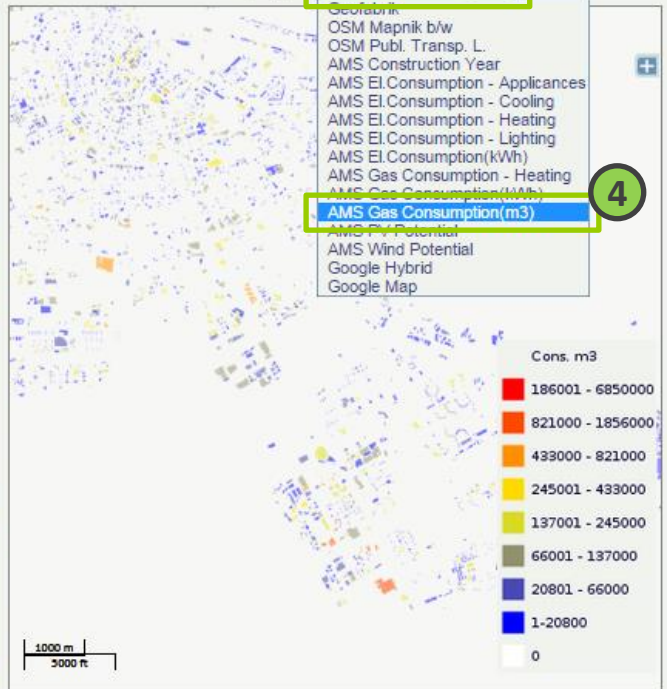 Geofabrik
OSM Mapnik b/w
OSM Publ. Transp. L.
AMS Construction Year
AMS El.Consumption - Applicances
AMS El.Consumption - Cooling
AMS El.Consumption - Heating
AMS El.Consumption - Lighting
AMS El.Consumption(kWh)
AMS Gas Consumption - Heating
AMS Gas Consumption(kWh)
4
AMS Gas Consumption(m3)
AMS PV Potential
AMS Wind Potential
Google Hybrid
Google Map
Cons. m3
186001 - 6850000
821000 - 1856000
433000 - 821000
245001 - 433000
137001 - 245000
66001 - 137000
20801 - 66000
1-20800
0
1000 m
5000 ft